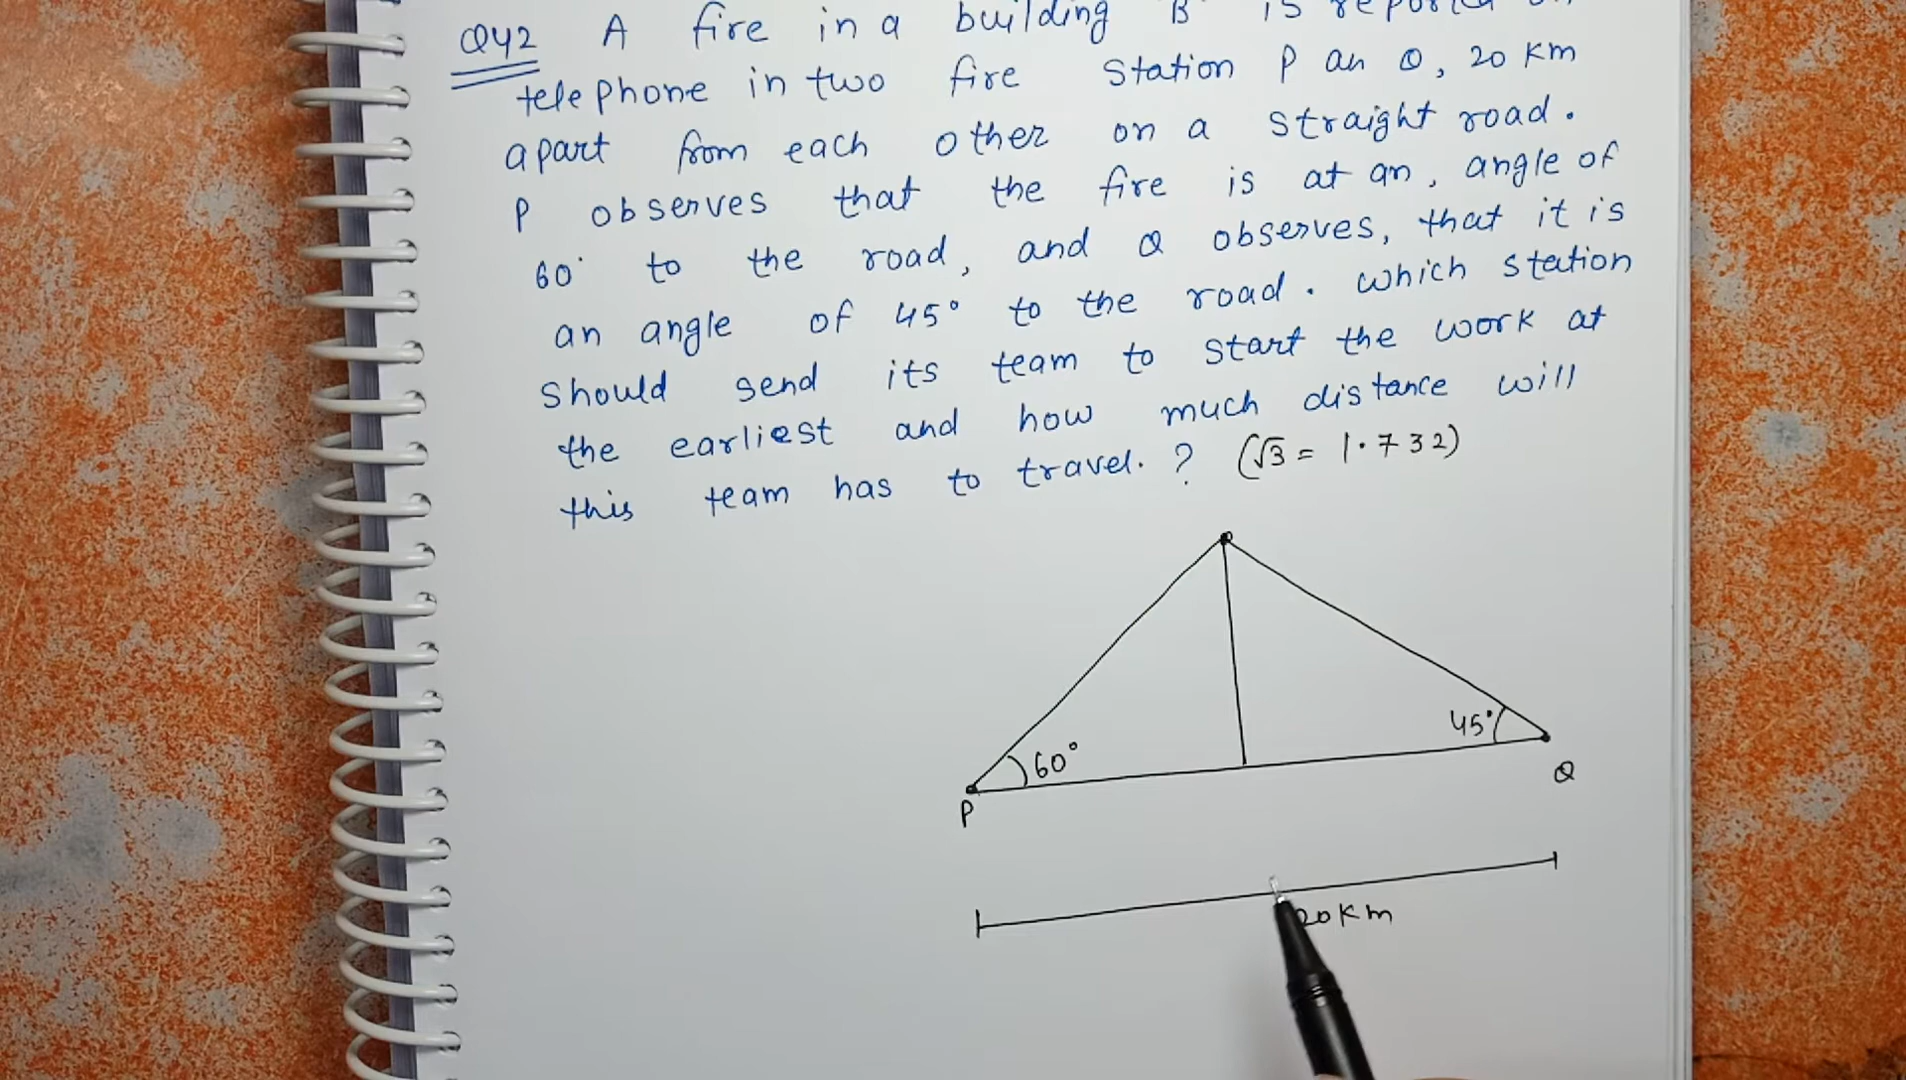 Q42 A fire in a building B is reported on
telephone in two fire Station P an Q, 20 Km
apart from each other on a straight road.
P observes that the fire is at an, angle of
60° to the road, and Q observes, that it is
an angle of 45° to the road. which station
should send its team to start the work at
the earliest and how much distance will
this team has to travel. ? (√3 = 1.732)
60°
45°
P
Q
20 Km